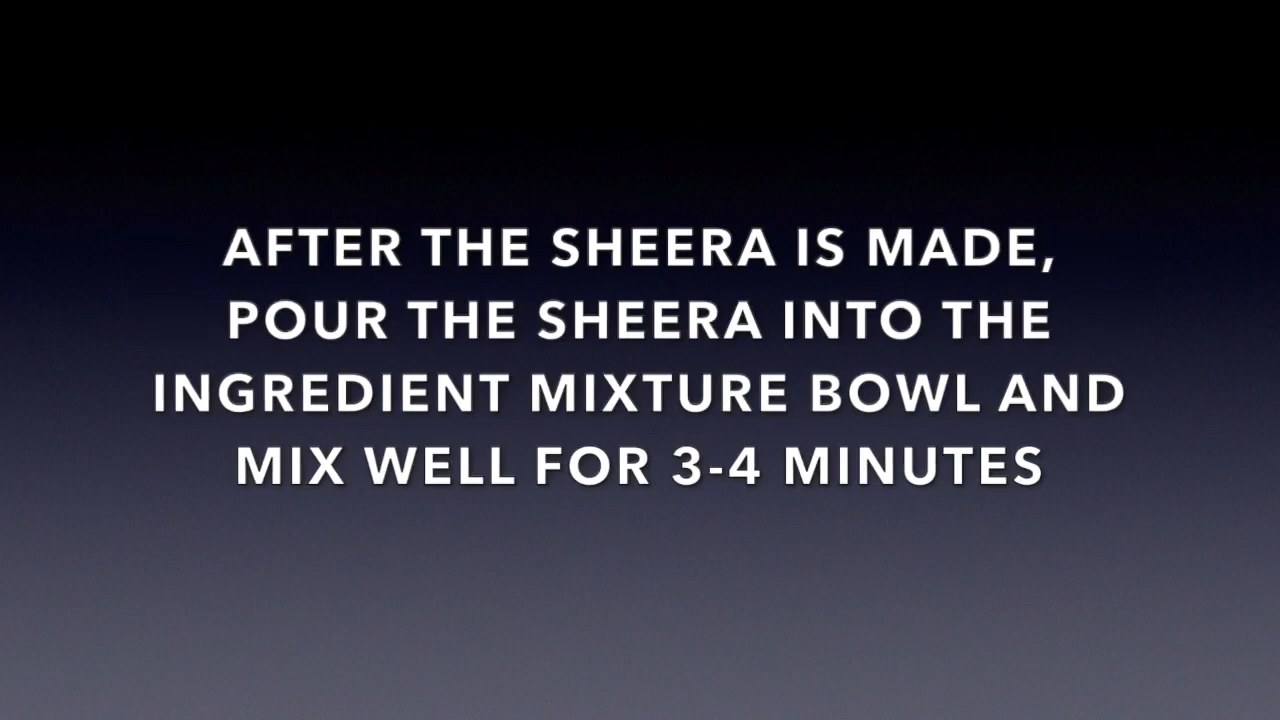 AFTER THE SHEERA IS MADE,
POUR THE SHEERA INTO THE
INGREDIENT MIXTURE BOWL AND
MIX WELL FOR 3-4 MINUTES